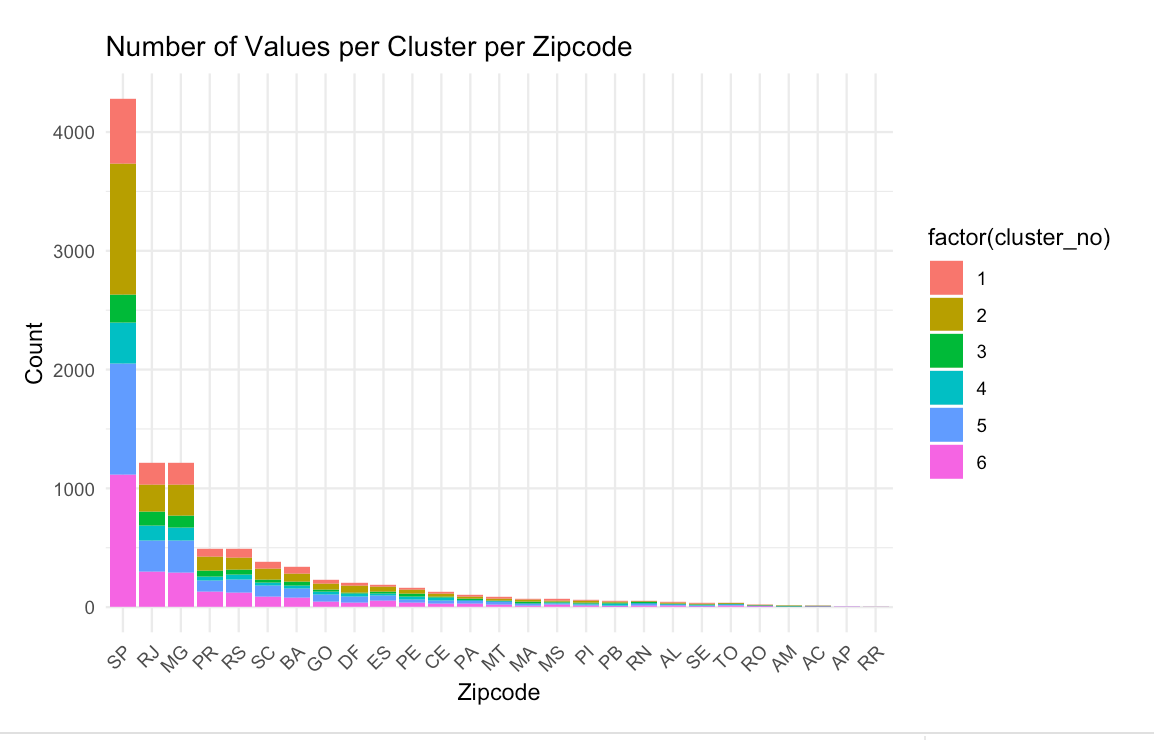 Number of Values per Cluster per Zipcode
4000
3000
2000
1000
0
Count
SP RJ MG PR RS SC BA GO DF ES PE CE PA MT MA MS PI PB RN AL SE TO RO AM AC AP RR
Zipcode
factor(cluster_no)
1
2
3
4
5
6